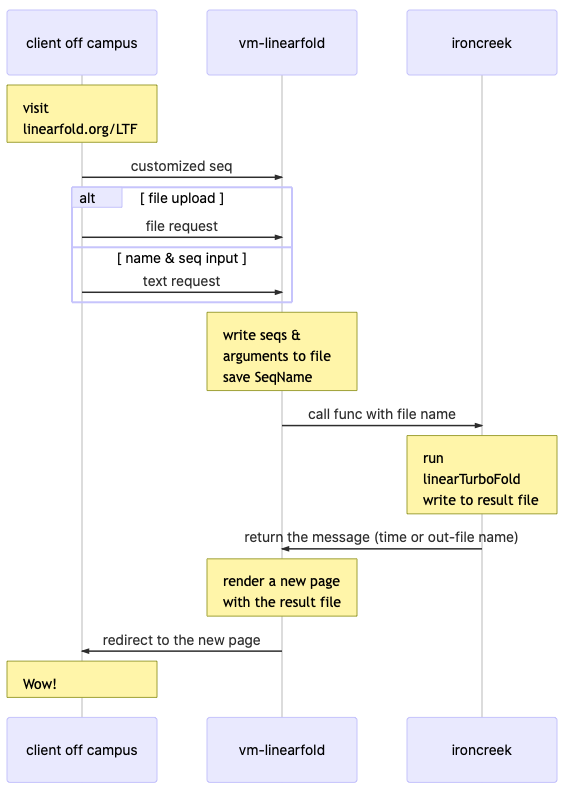 client off campus
vm-linearfold
ironcreek
visit
linearfold.org/LTF
customized seq
alt
[ file upload ]
file request
[ name & seq input ]
text request
write seqs &
arguments to file
save SeqName
call func with file name
run
linearTurboFold
write to result file
return the message (time or out-file name)
render a new page
with the result file
redirect to the new page
Wow!
client off campus
vm-linearfold
ironcreek